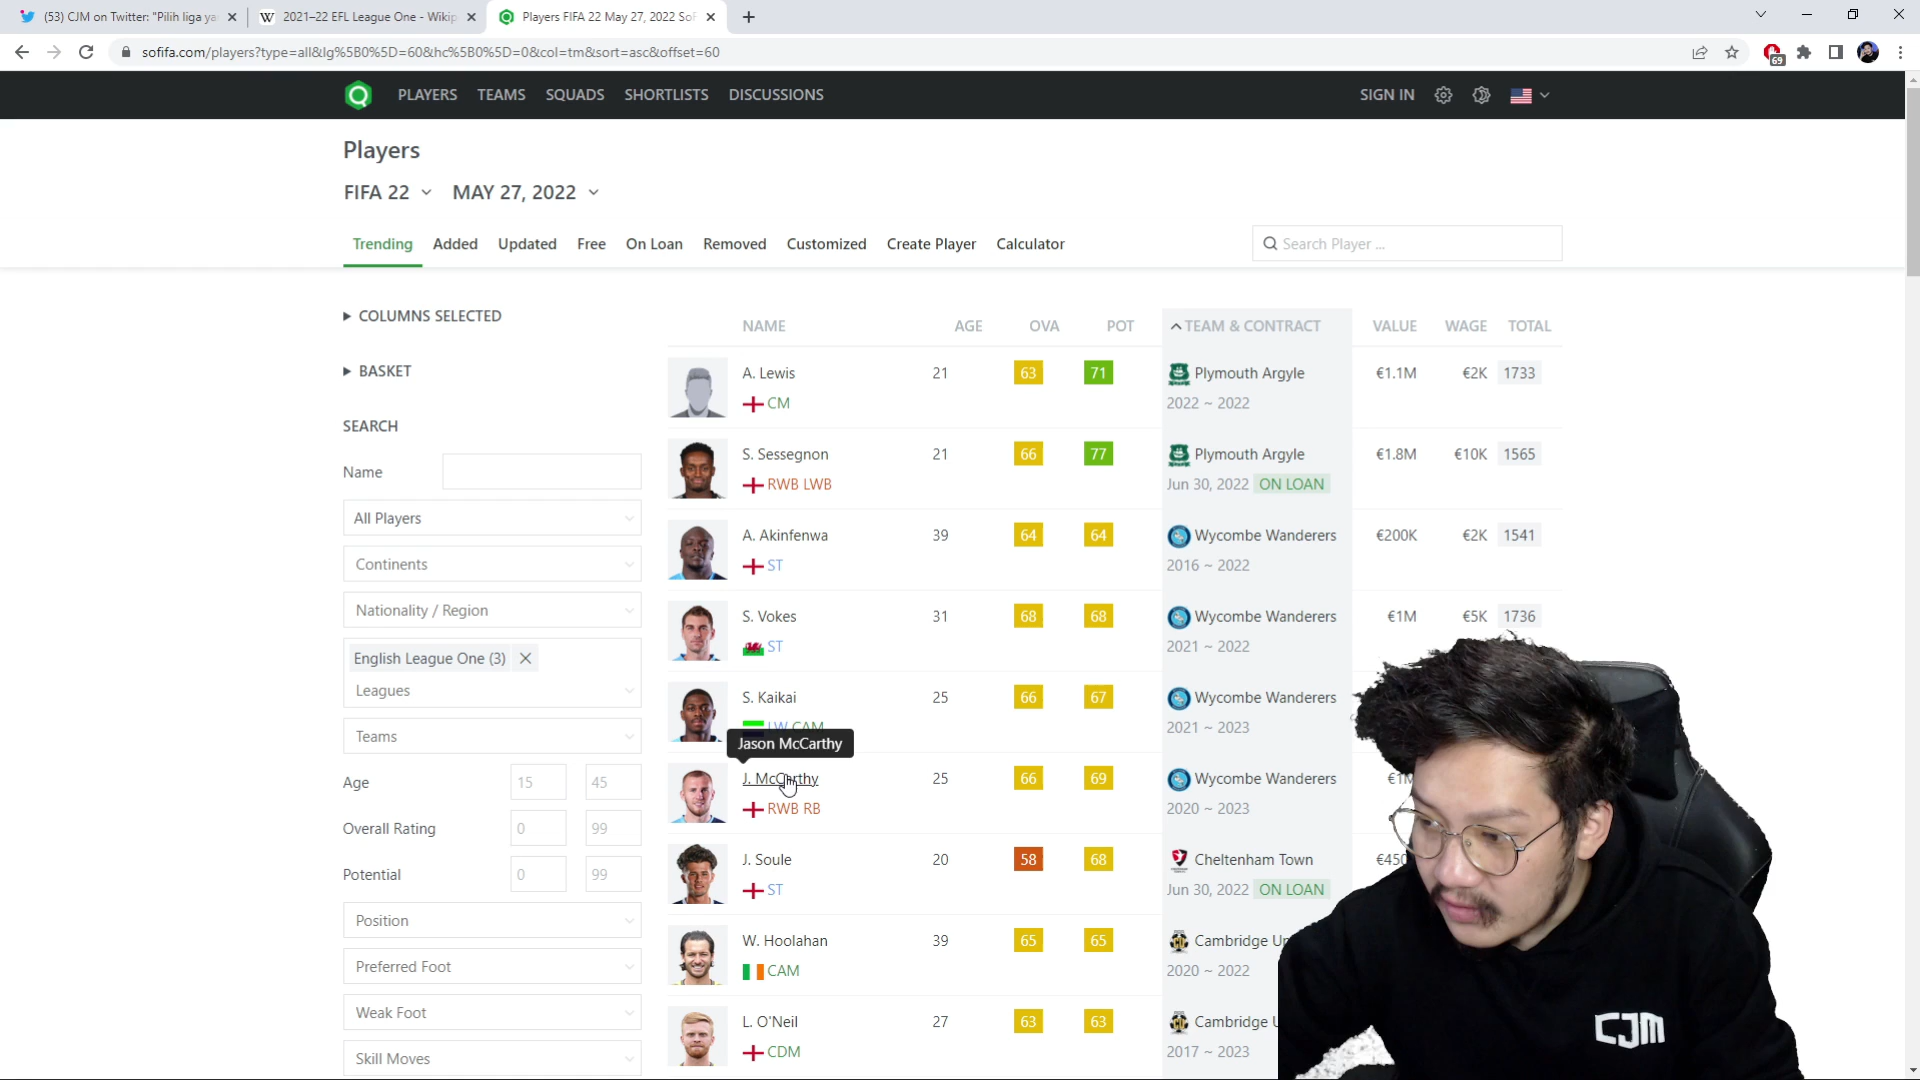 (53) CJM on Twitter: "Pilih liga ya
2021–22 EFL League One - Wikip
Players FIFA 22 May 27, 2022 SoF
sofifa.com/players?type=all&lg%5B0%5D=60&hc%5B0%5D=0&col=tm&sort=asc&offset=60
69
PLAYERS TEAMS SQUADS SHORTLISTS DISCUSSIONS SIGN IN
Players
FIFA 22 MAY 27, 2022
Trending Added Updated Free On Loan Removed Customized Create Player Calculator Search Player ...
COLUMNS SELECTED
BASKET
SEARCH
Name
All Players
Continents
Nationality / Region
English League One (3)
Leagues
Teams
Age 15 45
Overall Rating 0 99
Potential 0 99
Position
Preferred Foot
Weak Foot
Skill Moves
NAME AGE OVA POT TEAM & CONTRACT VALUE WAGE TOTAL
A. Lewis 21 63 71 Plymouth Argyle €1.1M €2K 1733
CM 2022 ~ 2022
S. Sessegnon 21 66 77 Plymouth Argyle €1.8M €10K 1565
RWB LWB Jun 30, 2022 ON LOAN
A. Akinfenwa 39 64 64 Wycombe Wanderers €200K €2K 1541
ST 2016 ~ 2022
S. Vokes 31 68 68 Wycombe Wanderers €1M €5K 1736
ST 2021 ~ 2022
S. Kaikai 25 66 67 Wycombe Wanderers
LW CAM 2021 ~ 2023
Jason McCarthy
J. McCarthy 25 66 69 Wycombe Wanderers €1M
RWB RB 2020 ~ 2023
J. Soule 20 58 68 Cheltenham Town €450
ST Jun 30, 2022 ON LOAN
W. Hoolahan 39 65 65 Cambridge Un
CAM 2020 ~ 2022
L. O'Neil 27 63 63 Cambridge U
CDM 2017 ~ 2023
CJM